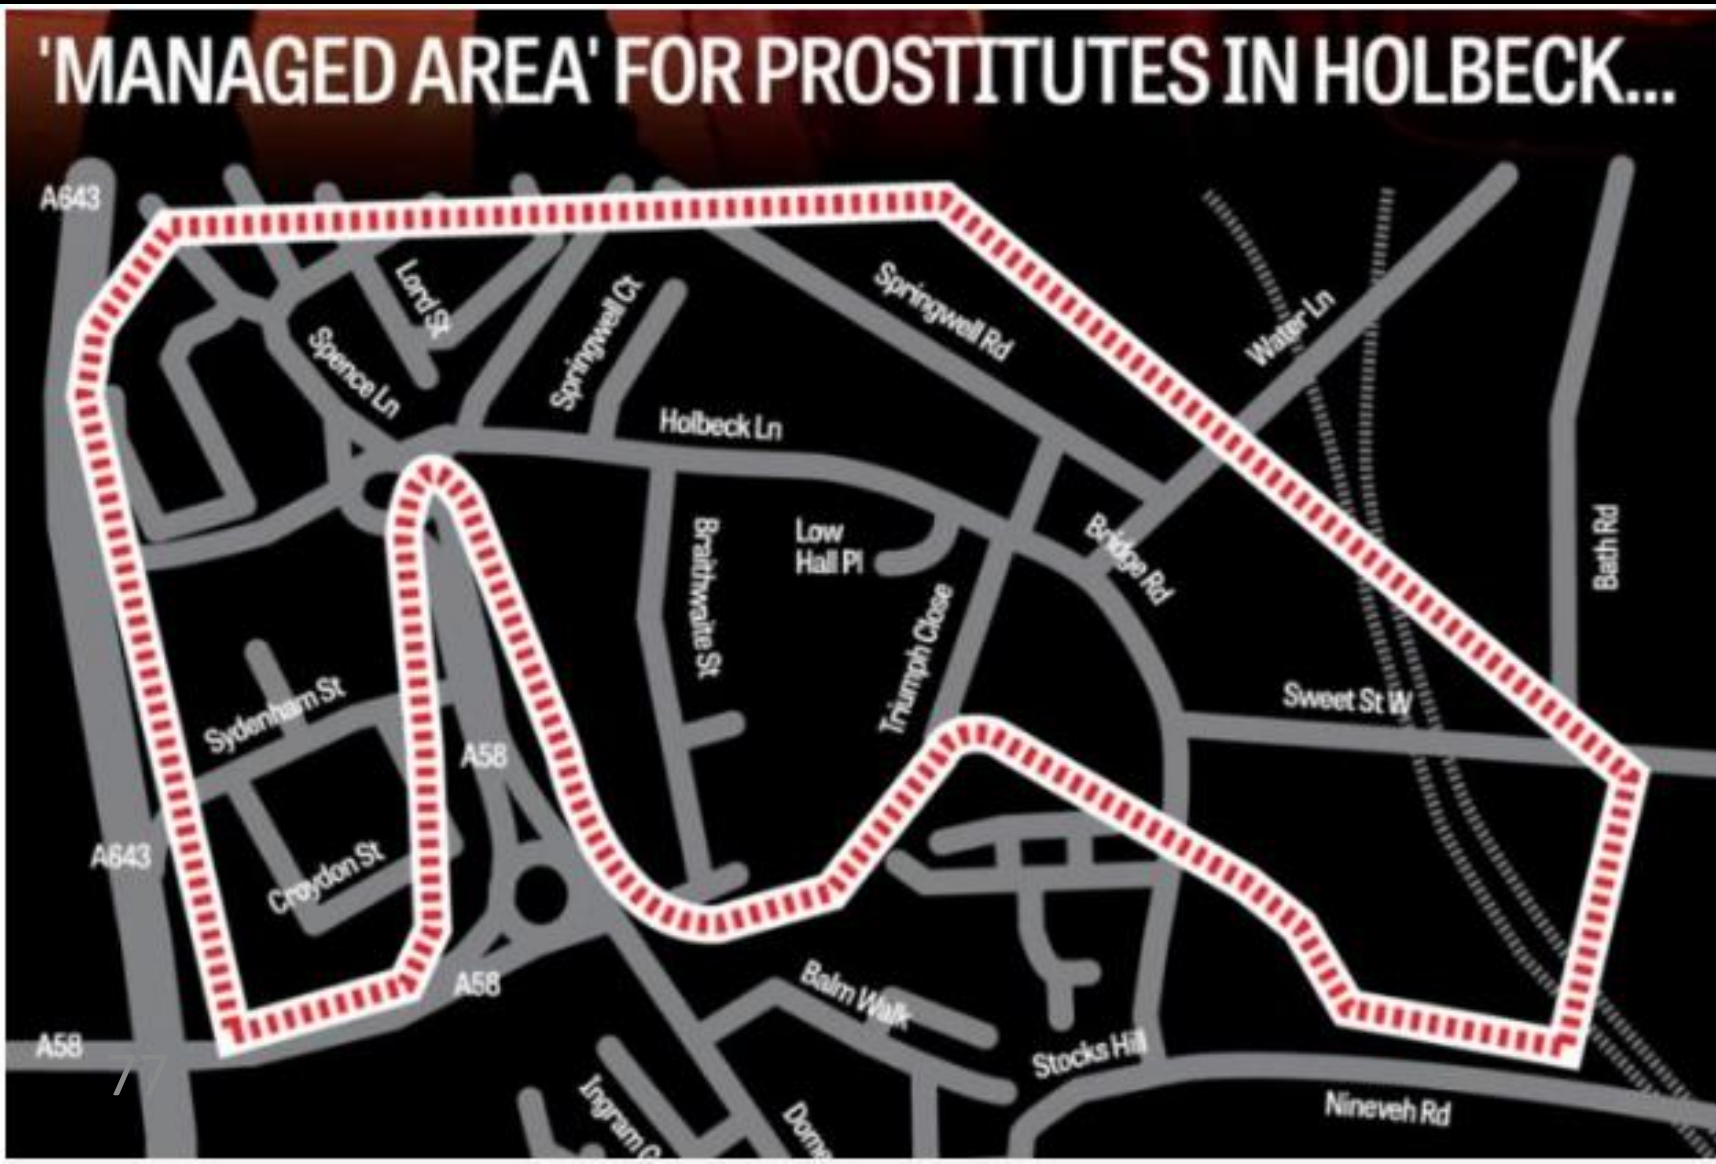 'MANAGED AREA' FOR PROSTITUTES IN HOLBECK...
A643
Lord St
Springwell Ct
Springwell Rd
Water Ln
Spence Ln
Holbeck Ln
Low
Hall Pl
Braithwaite St
Bridge Rd
Bath Rd
Triumph Close
Sydenham St
Sweet St W
A58
A643
Croydon St
A58
Balm Walk
A58
77
Stocks Hill
Ingram
Nineveh Rd